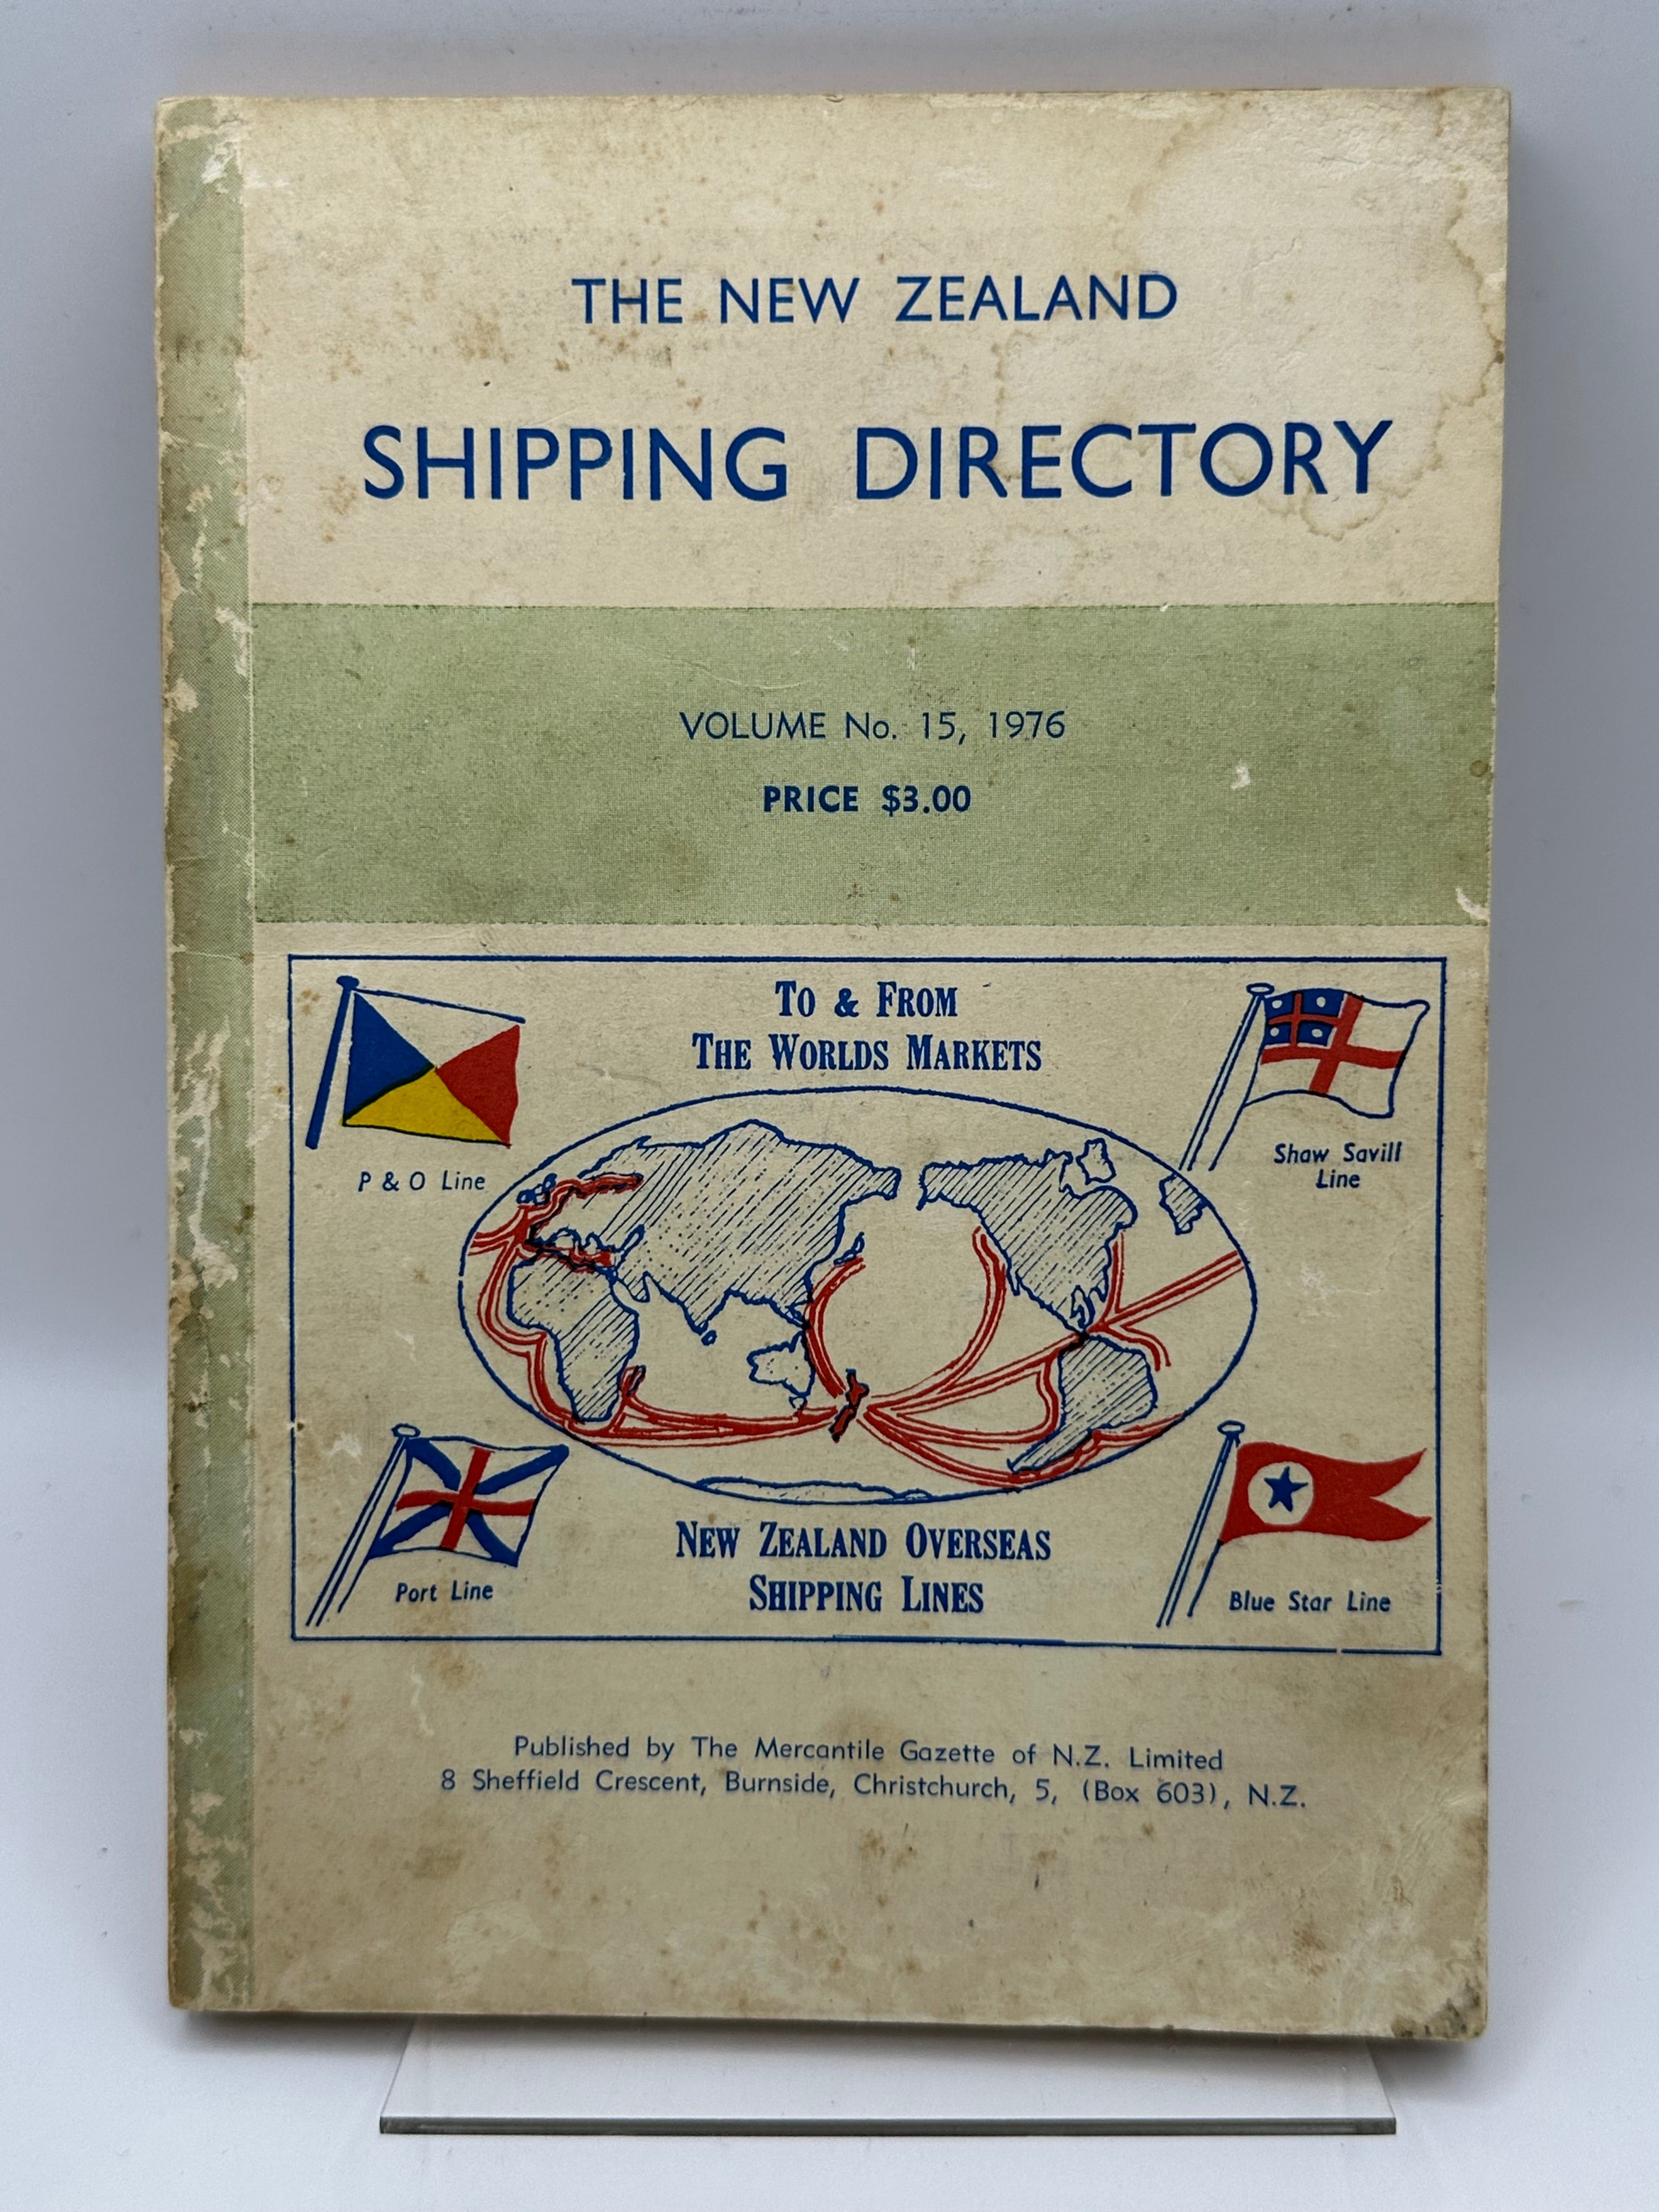 THE NEW ZEALAND
SHIPPING DIRECTORY
VOLUME No. 15, 1976
PRICE $3.00
TO & FROM
THE WORLDS MARKETS
P & O Line
Shaw Savill
Line
Port Line
NEW ZEALAND OVERSEAS
SHIPPING LINES
Blue Star Line
Published by The Mercantile Gazette of N.Z. Limited
8 Sheffield Crescent, Burnside, Christchurch, 5, (Box 603), N.Z.